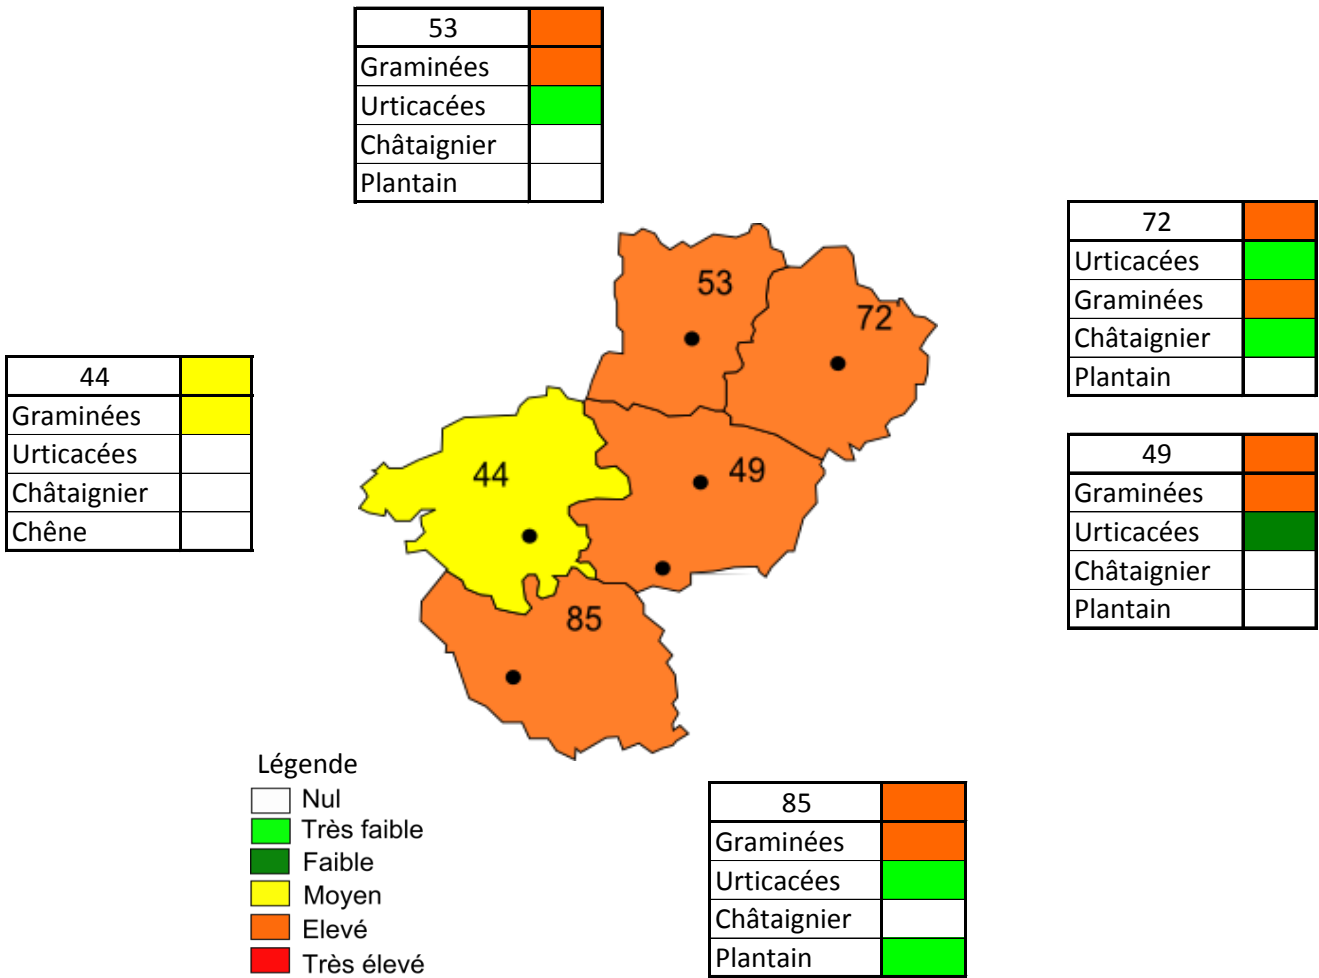 53
Graminées
Urticacées
Châtaignier
Plantain
72
Urticacées
Graminées
Châtaignier
Plantain
53
72
44
Graminées
Urticacées
Châtaignier
Chêne
44
49
49
Graminées
Urticacées
Châtaignier
Plantain
85
Légende
Nul
Très faible
Faible
Moyen
Elevé
Très élevé
85
Graminées
Urticacées
Châtaignier
Plantain